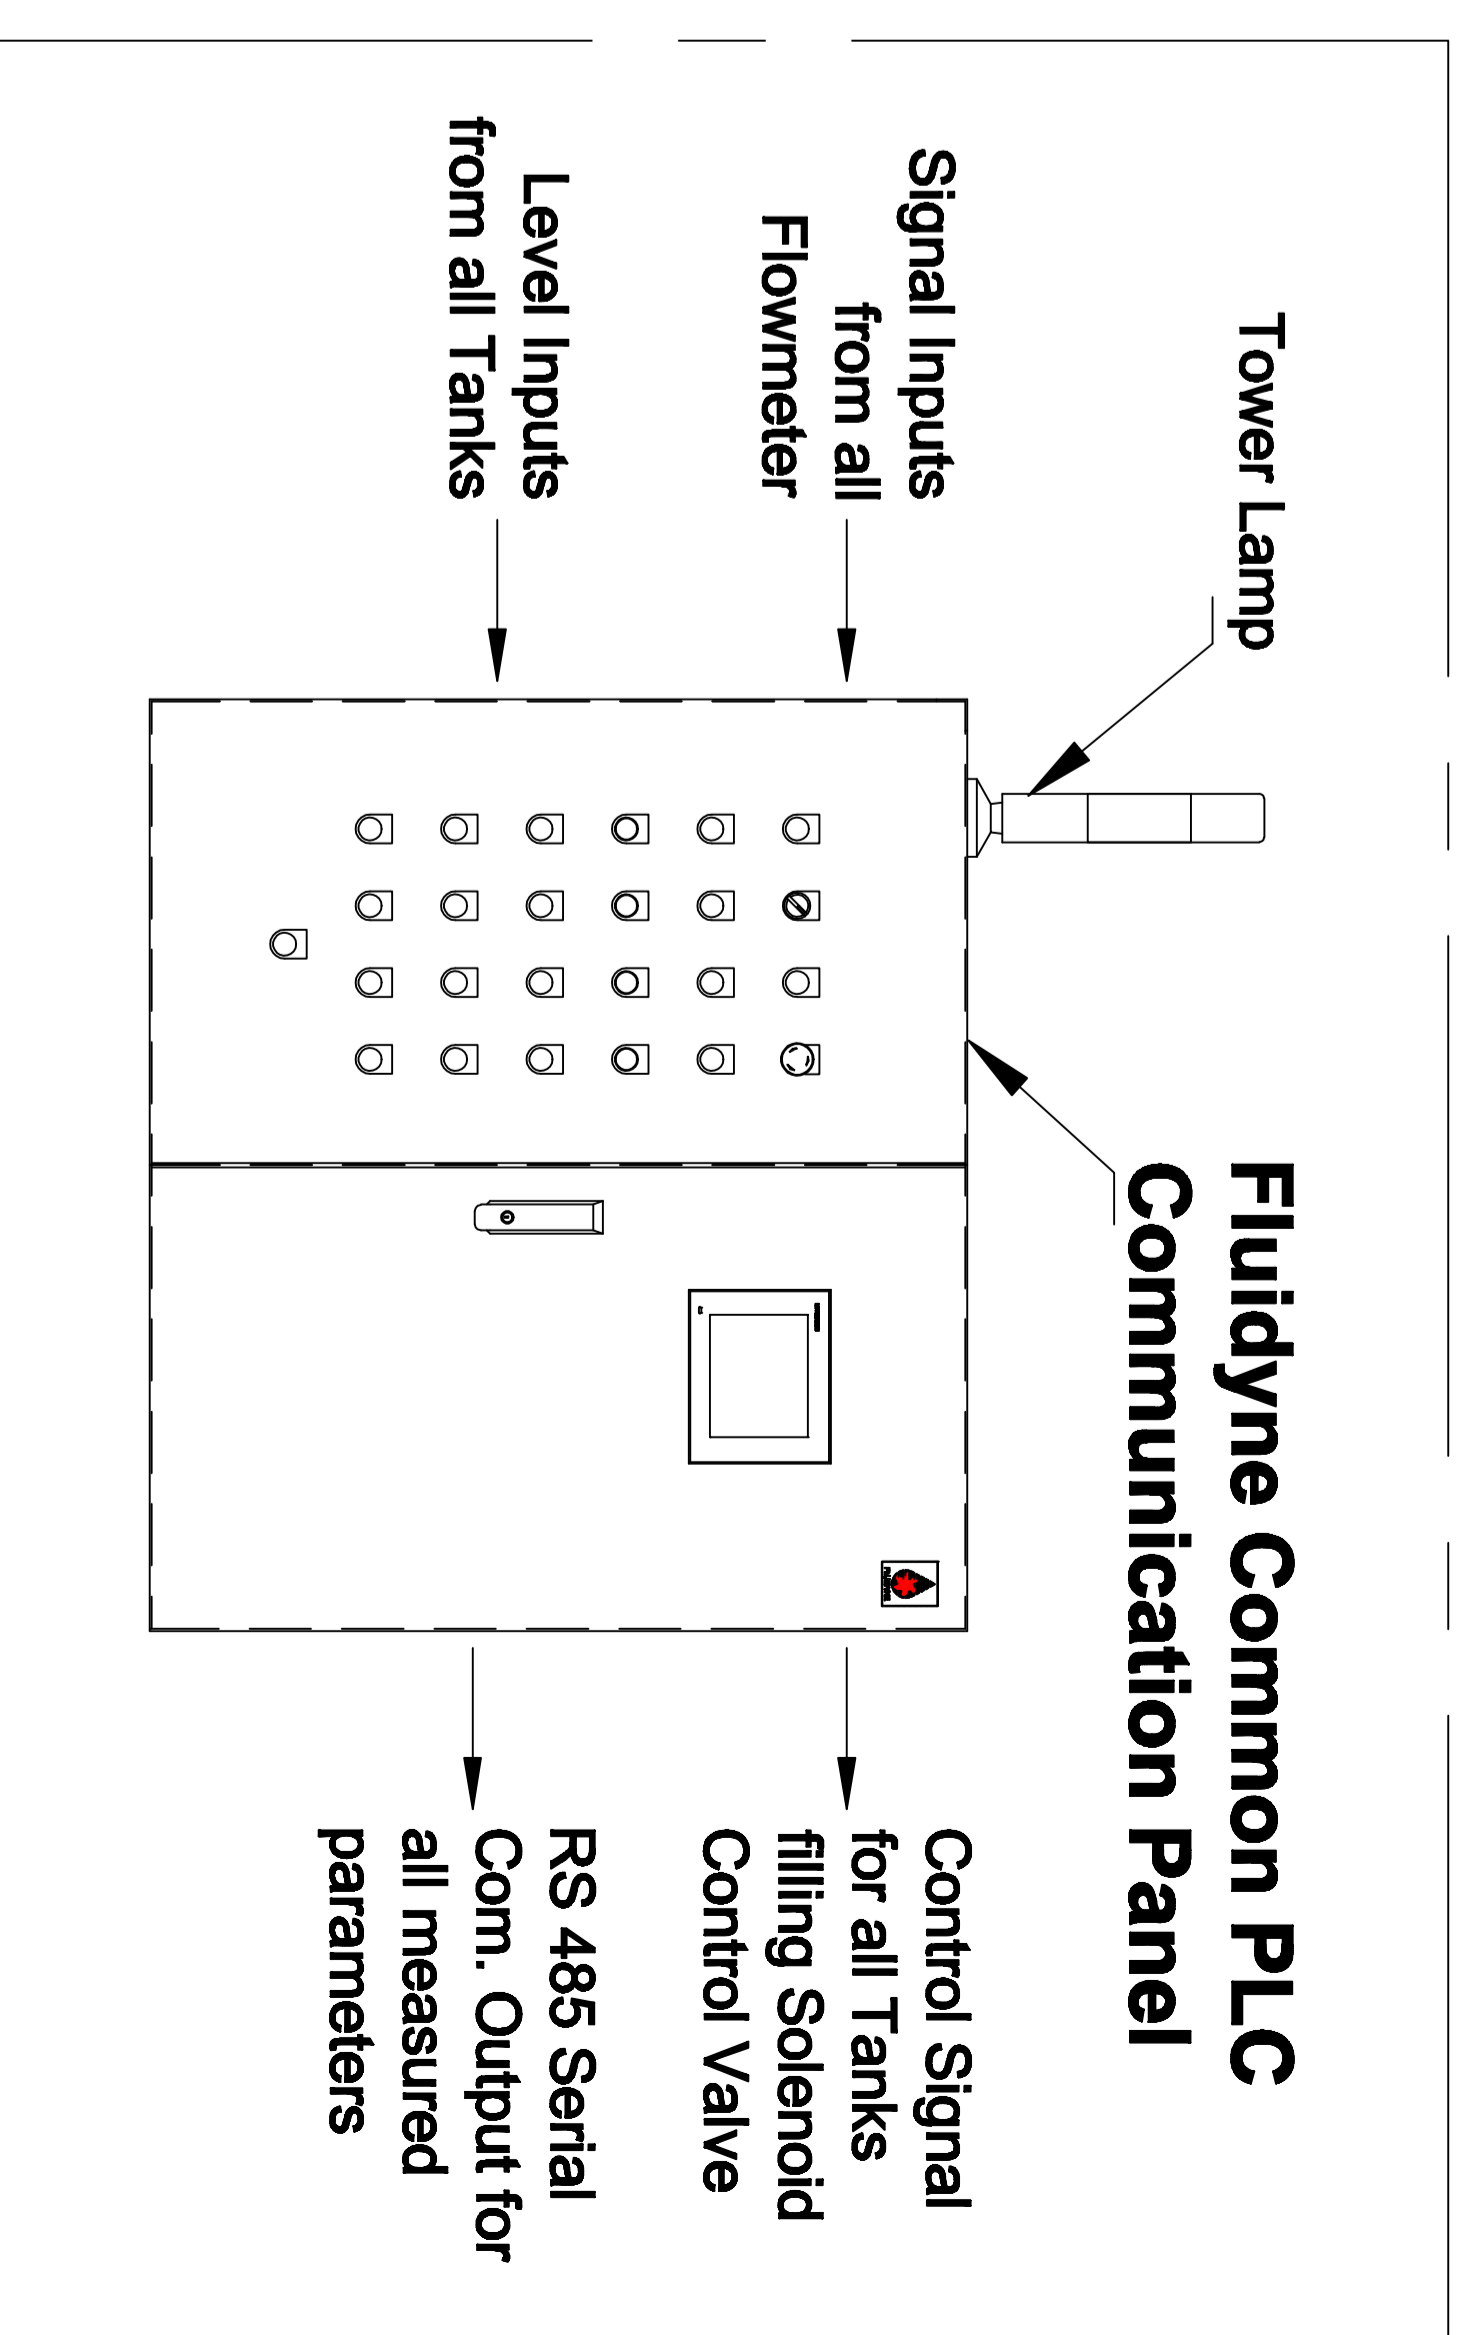 Fluidyne Common PLC
Communication Panel
Tower Lamp
Signal Inputs
from all
Flowmeter
Level Inputs
from all Tanks
Control Signal
for all Tanks
filling Solenoid
Control Valve
RS 485 Serial
Com. Output for
all measured
parameters